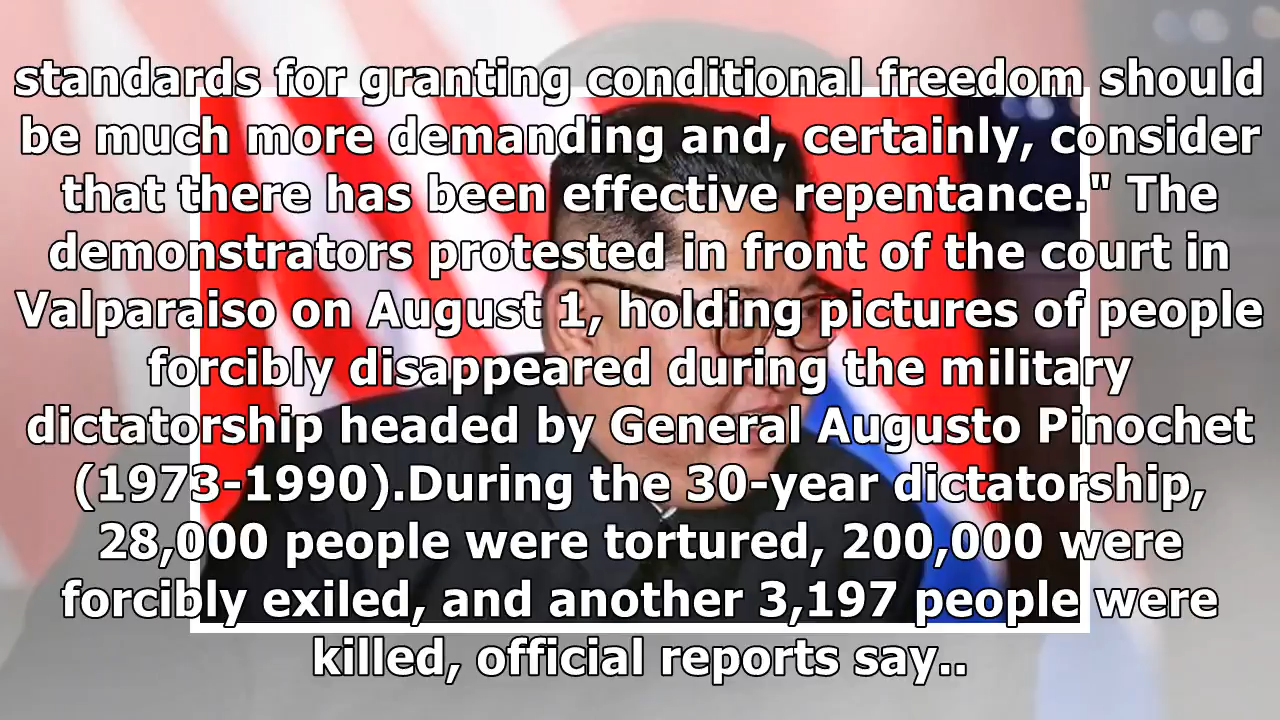 standards for granting conditional freedom should
be much more demanding and, certainly, consider
that there has been effective repentance." The
demonstrators protested in front of the court in
Valparaiso on August 1, holding pictures of people
forcibly disappeared during the military
dictatorship headed by General Augusto Pinochet
(1973-1990).During the 30-year dictatorship,
28,000 people were tortured, 200,000 were
forcibly exiled, and another 3,197 people were
killed, official reports say..